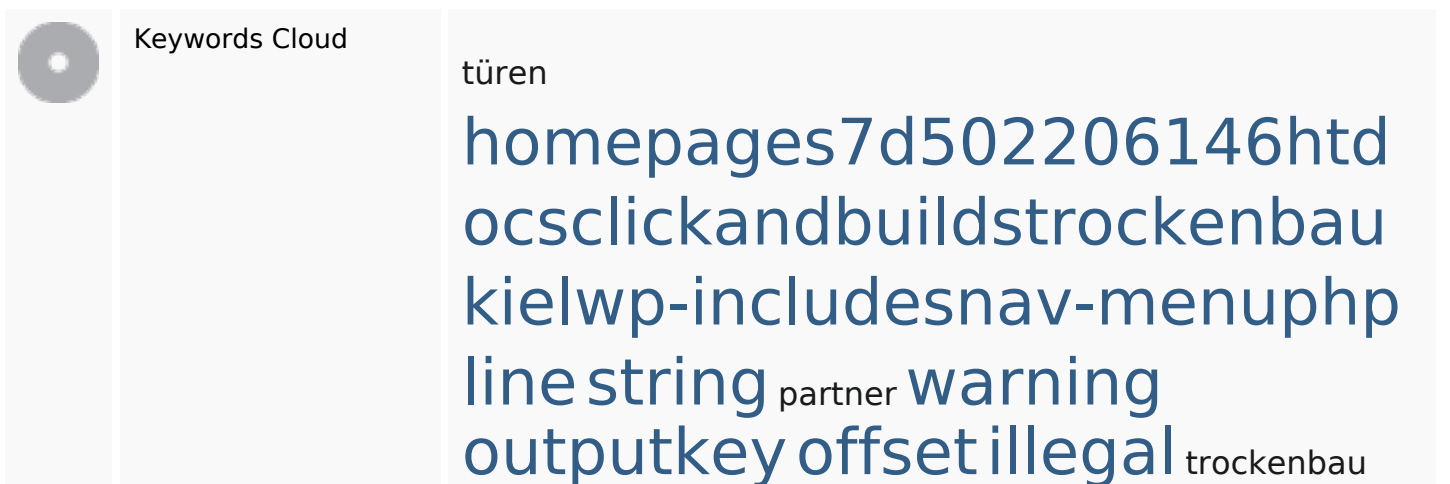 Keywords Cloud
türen
homepages7d502206146htd
ocsclickandbuildstrockenbau
kielwp-includesnav-menuphp
line string partner warning
outputkey offset illegal trockenbau